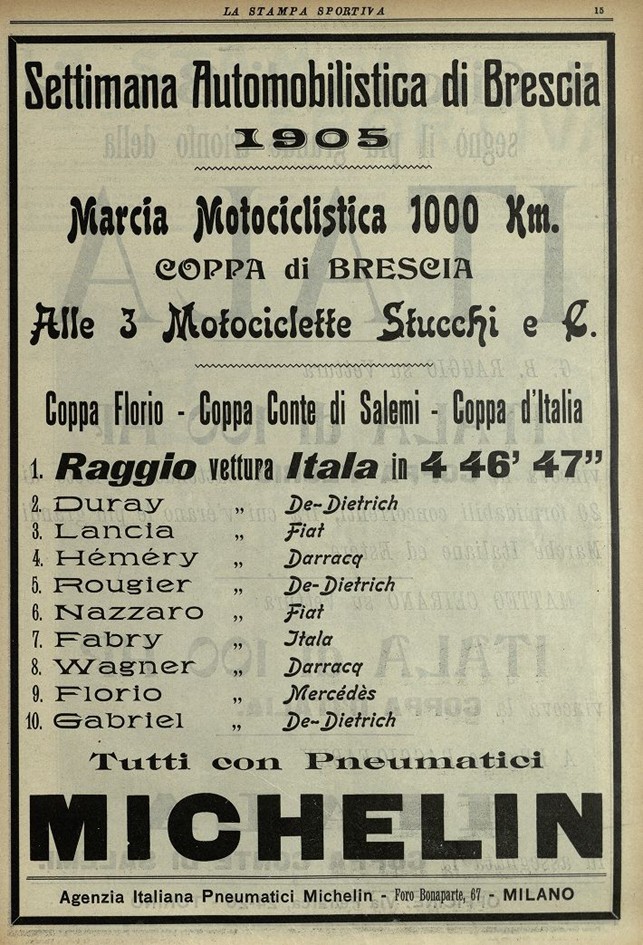 LA STAMPA SPORTIVA 15
Settimana Automobilistica di Brescia
1905
Marcia Motociclistica 1000 Km.
COPPA di BRESCIA
Alle 3 Motociclette Stucchi e C.
Coppa Florio - Coppa Conte di Salemi - Coppa d'Italia
1. Raggio vettura Itala in 4 46' 47"
2. Duray „ De-Dietrich
3. Lancia „ Fiat
4. Héméry „ Darracq
5. Rougier „ De-Dietrich
6. Nazzaro „ Fiat
7. Fabry „ Itala
8. Wagner „ Darracq
9. Florio „ Mercédès
10. Gabriel „ De-Dietrich
Tutti con Pneumatici
MICHELIN
Agenzia Italiana Pneumatici Michelin - Foro Bonaparte, 67 - MILANO